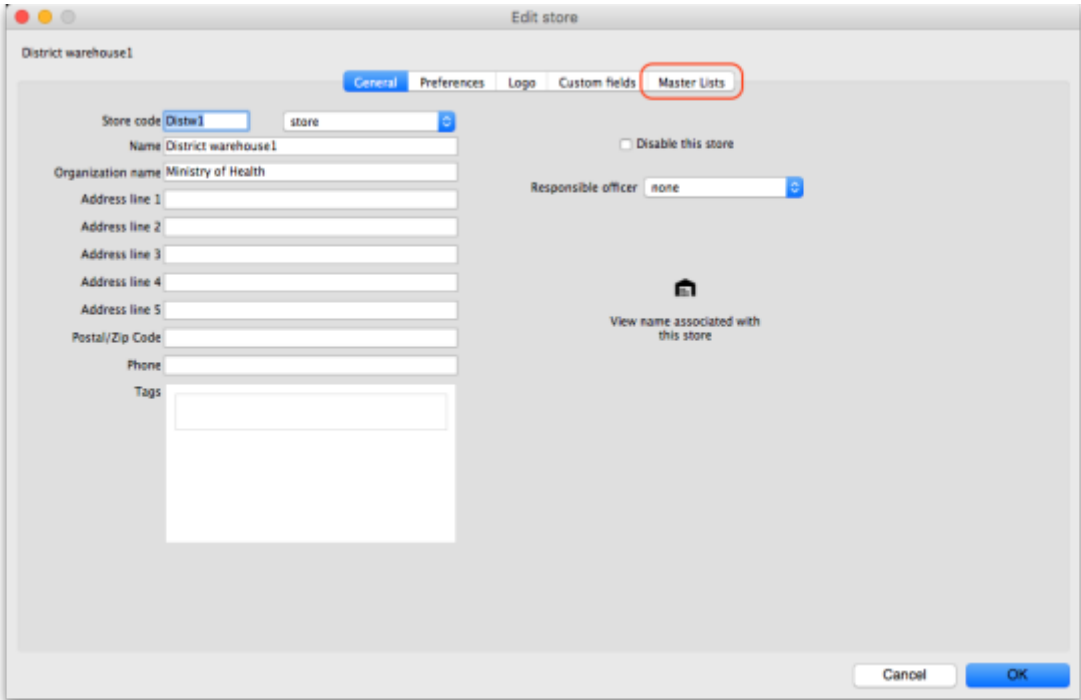 Edit store
District warehouse1
General Preferences Logo Custom fields Master Lists
Store code Distw1 store
Name District warehouse1
Organization name Ministry of Health
Address line 1
Address line 2
Address line 3
Address line 4
Address line 5
Postal/Zip Code
Phone
Tags
Disable this store
Responsible officer none
View name associated with
this store
Cancel OK